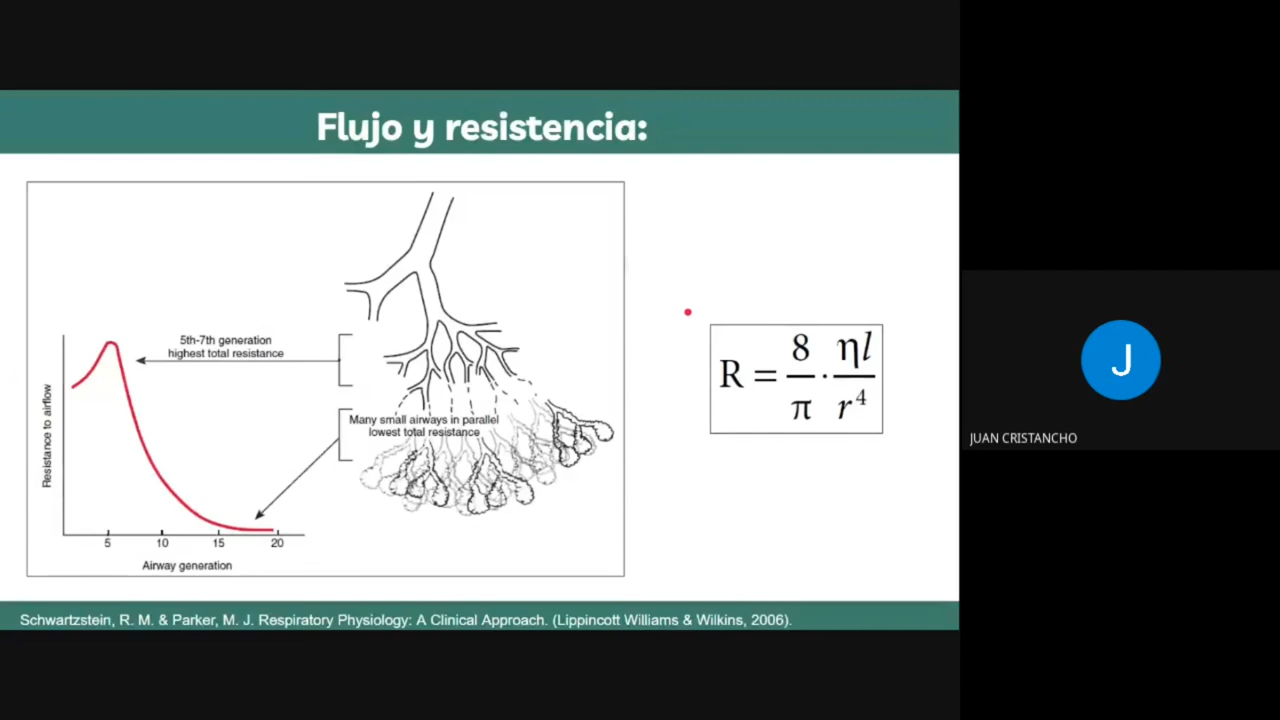 Flujo y resistencia:
5th-7th generation
highest total resistance
Many small airways in parallel
lowest total resistance
Resistance to airflow
5 10 15 20
Airway generation
R = 8/π · ηl/r⁴
J
JUAN CRISTANCHO
Schwartzstein, R. M. & Parker, M. J. Respiratory Physiology: A Clinical Approach. (Lippincott Williams & Wilkins, 2006).